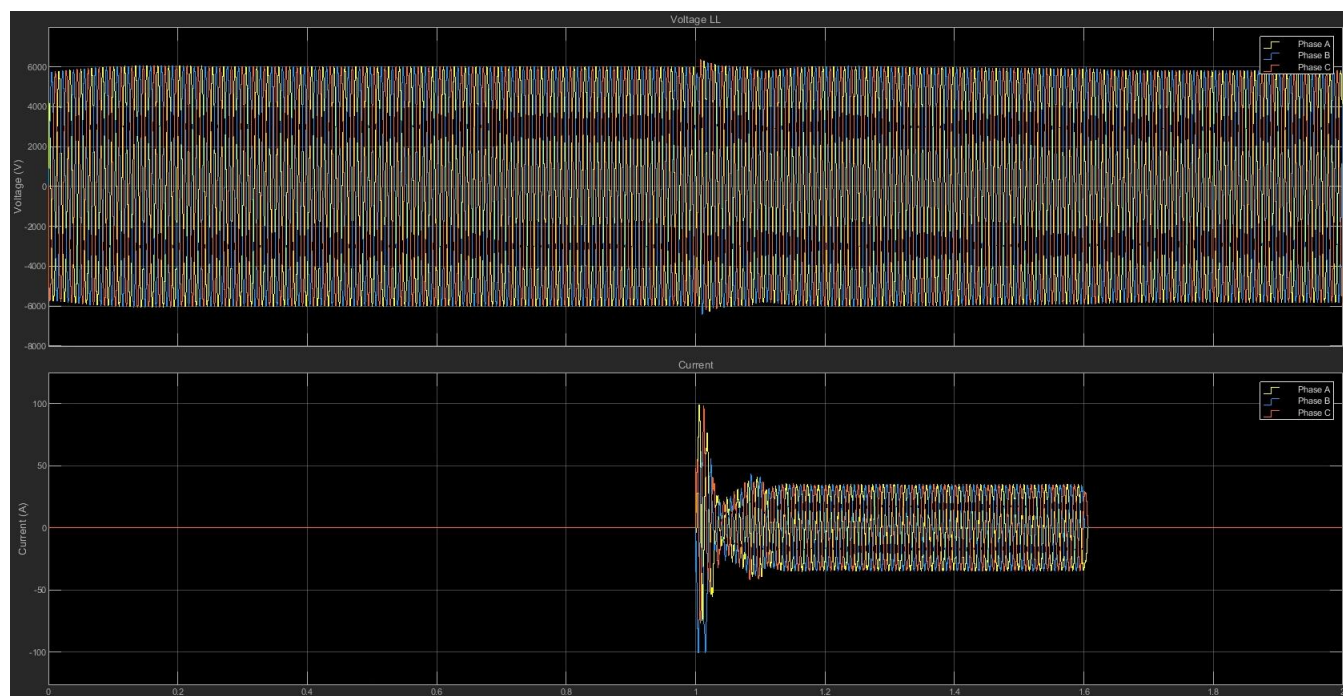 Voltage LL
Phase A
Phase B
Phase C
6000
4000
2000
0
-2000
-4000
-6000
-8000
Voltage (V)
Current
Phase A
Phase B
Phase C
100
50
0
-50
-100
Current (A)
0
0.2
0.4
0.6
0.8
1
1.2
1.4
1.6
1.8